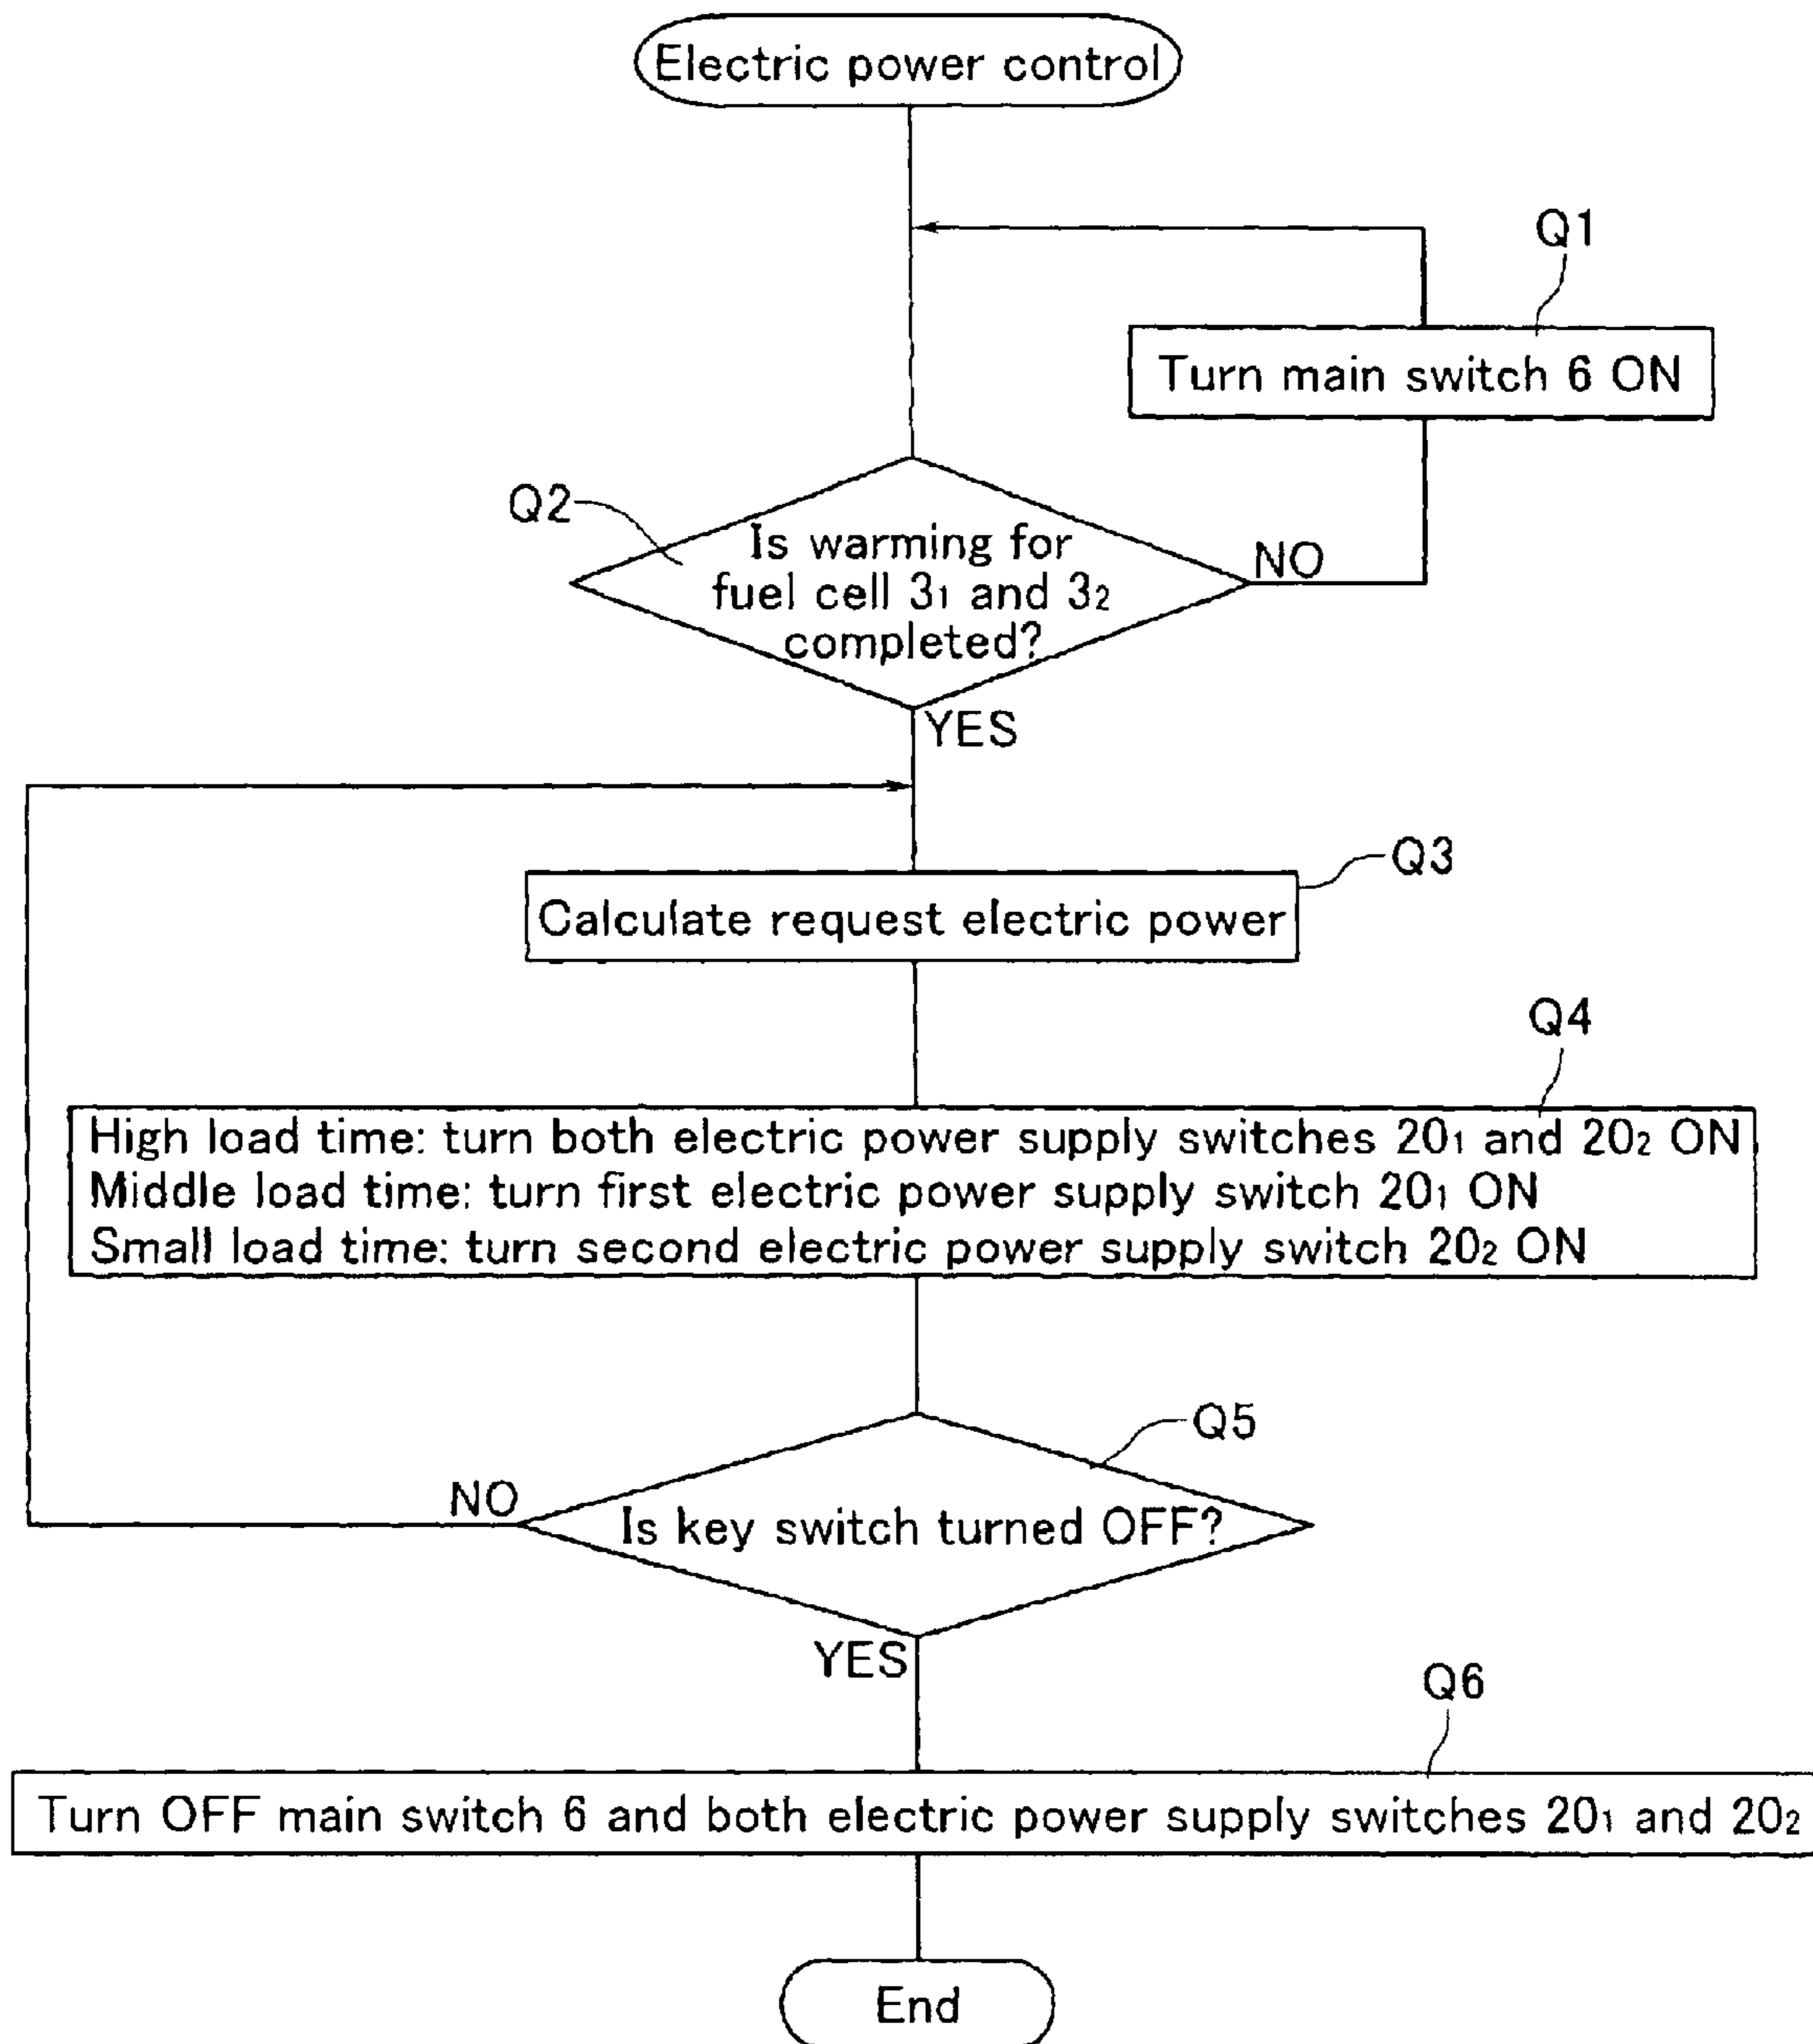 Electric power control
Q1
Turn main switch 6 ON
Q2
Is warming for
fuel cell 3₁ and 3₂
completed?
NO
YES
Q3
Calculate request electric power
Q4
High load time: turn both electric power supply switches 20₁ and 20₂ ON
Middle load time: turn first electric power supply switch 20₁ ON
Small load time: turn second electric power supply switch 20₂ ON
Q5
NO
Is key switch turned OFF?
YES
Q6
Turn OFF main switch 6 and both electric power supply switches 20₁ and 20₂
End